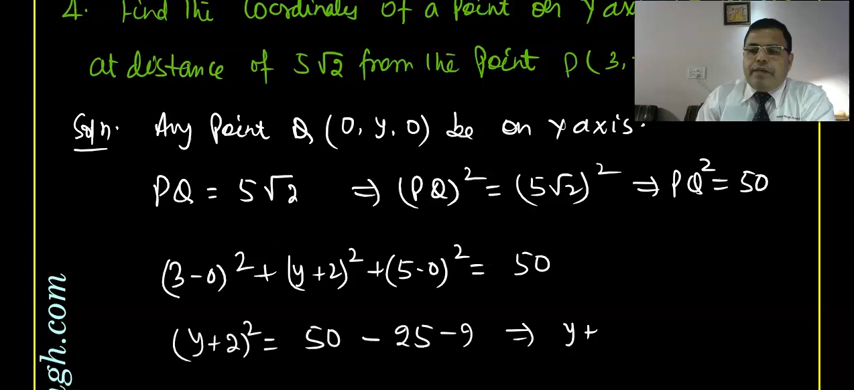 4. Find the Coordinates of a point on y axis
at distance of 5√2 from the point P(3, 
Soln. Any Point Q (0, y, 0) be on y axis.
PQ = 5√2 ⇒ (PQ)² = (5√2)² ⇒ PQ² = 50
(3-0)² + (y+2)² + (5-0)² = 50
(y+2)² = 50 - 25 - 9 ⇒ y+
gh.com